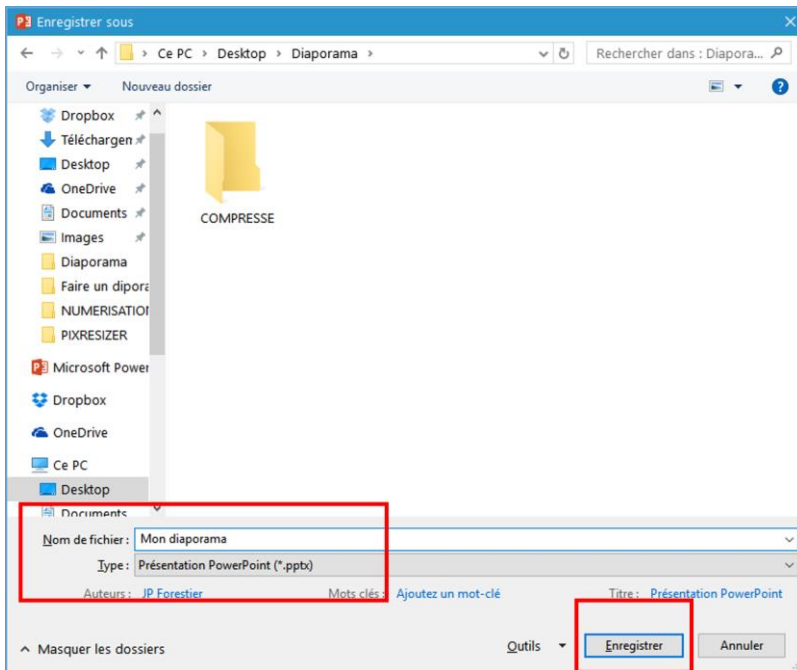 Enregistrer sous
Ce PC > Desktop > Diaporama >
Rechercher dans : Diapora...
Organiser
Nouveau dossier
Dropbox
Téléchargen
Desktop
OneDrive
Documents
Images
Diaporama
Faire un dipora
NUMERISATIOI
PIXRESIZER
Microsoft Power
Dropbox
OneDrive
Ce PC
Desktop
Documents
COMPRESSE
Nom de fichier : Mon diaporama
Type : Présentation PowerPoint (*.pptx)
Auteurs : JP Forestier Mots clés : Ajoutez un mot-clé Titre : Présentation PowerPoint
Masquer les dossiers
Outils
Enregistrer
Annuler